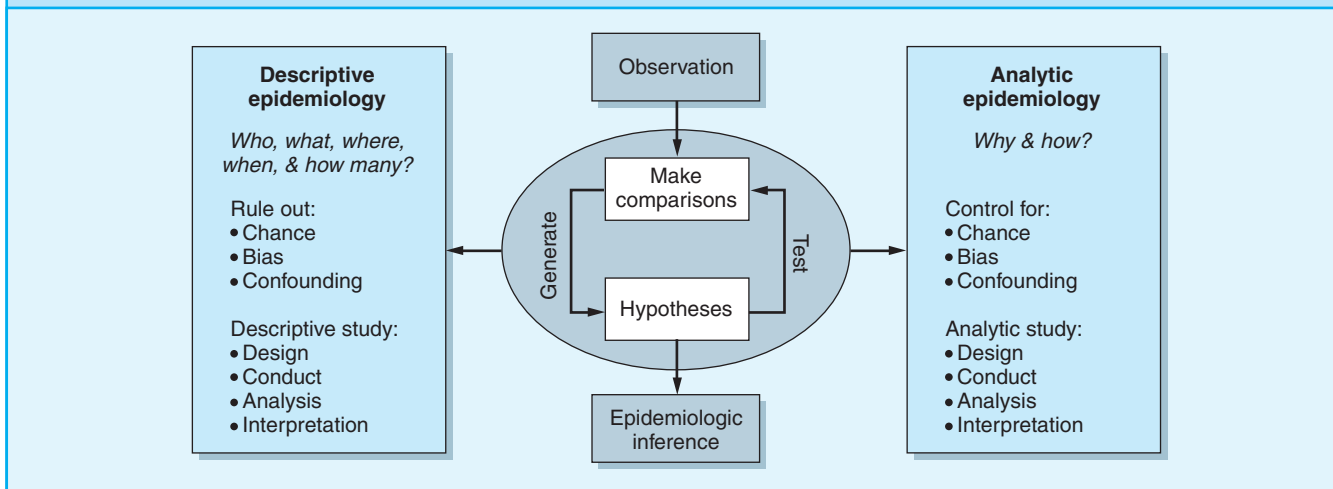 Descriptive
epidemiology
Who, what, where,
when, & how many?
Rule out:
• Chance
• Bias
• Confounding
Descriptive study:
• Design
• Conduct
• Analysis
• Interpretation
Observation
Make
comparisons
Generate
Test
Hypotheses
Epidemiologic
inference
Analytic
epidemiology
Why & how?
Control for:
• Chance
• Bias
• Confounding
Analytic study:
• Design
• Conduct
• Analysis
• Interpretation